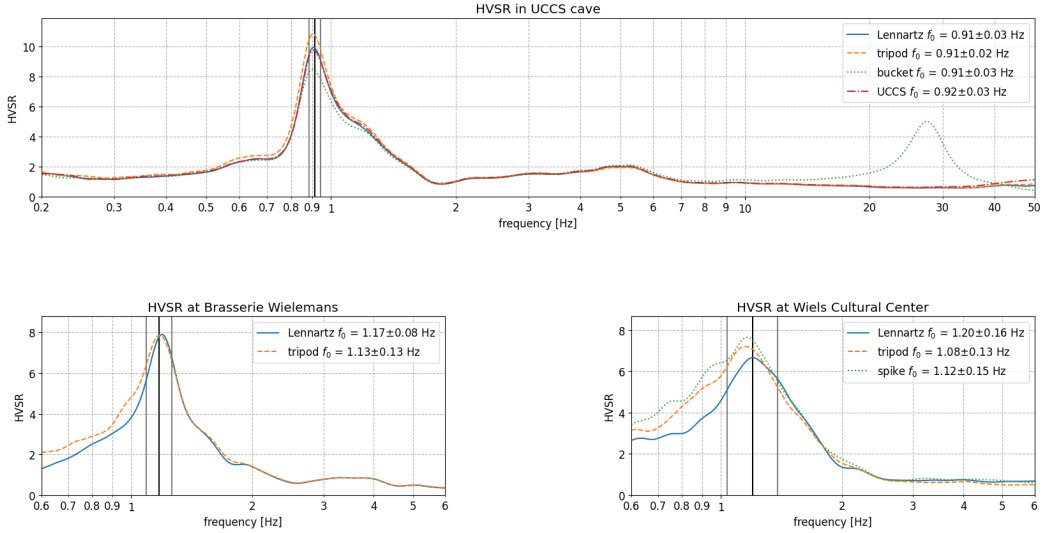 HVSR in UCCS cave
HVSR
10
8
6
4
2
0
Lennartz f₀ = 0.91±0.03 Hz
tripod f₀ = 0.91±0.02 Hz
bucket f₀ = 0.91±0.03 Hz
UCCS f₀ = 0.92±0.03 Hz
0.2 0.3 0.4 0.5 0.6 0.7 0.8 0.9 1 2 3 4 5 6 7 8 9 10 20 30 40 50
frequency [Hz]
HVSR at Brasserie Wielemans
HVSR
8
6
4
2
0
Lennartz f₀ = 1.17±0.08 Hz
tripod f₀ = 1.13±0.13 Hz
0.6 0.7 0.8 0.9 1 2 3 4 5 6
frequency [Hz]
HVSR at Wiels Cultural Center
HVSR
8
6
4
2
0
Lennartz f₀ = 1.20±0.16 Hz
tripod f₀ = 1.08±0.13 Hz
spike f₀ = 1.12±0.15 Hz
0.6 0.7 0.8 0.9 1 2 3 4 5 6
frequency [Hz]